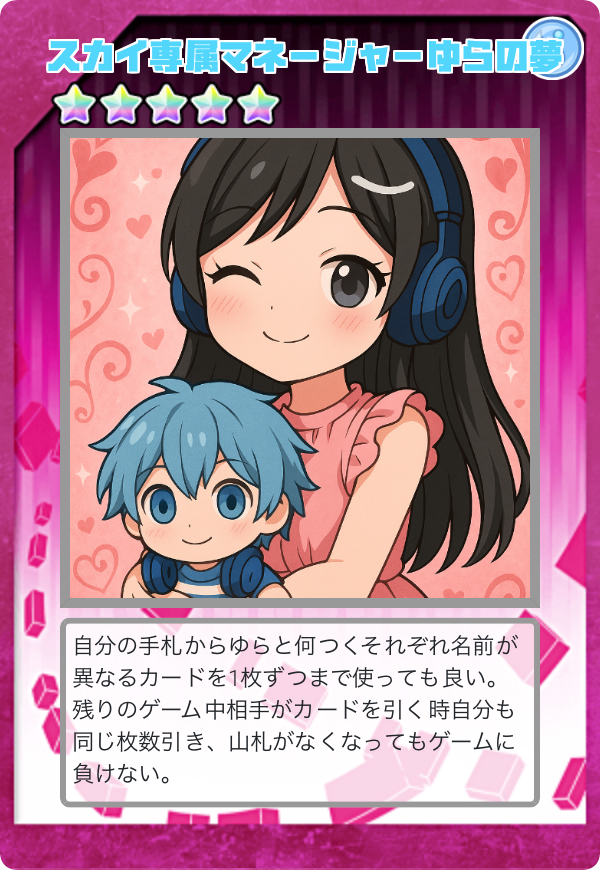 スカイ専属マネージャーゆらの夢
自分の手札からゆらと何つくそれぞれ名前が
異なるカードを1枚ずつまで使っても良い。
残りのゲーム中相手がカードを引く時自分も
同じ枚数引き、山札がなくなってもゲームに
負けない。